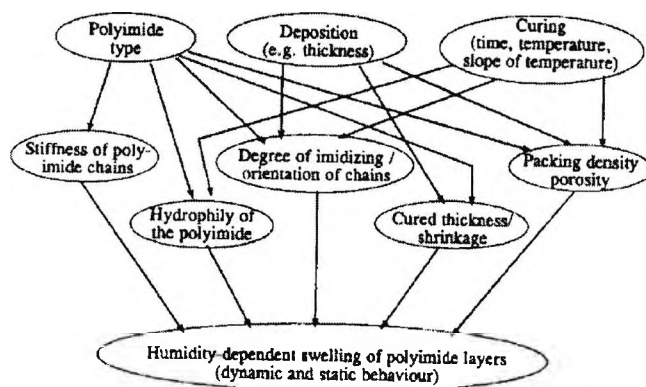 Polyimide
type
Deposition
(e.g. thickness)
Curing
(time, temperature,
slope of temperature)
Stiffness of poly-
imide chains
Degree of imidizing /
orientation of chains
Packing density
porosity
Hydrophily of
the polyimide
Cured thickness/
shrinkage
Humidity-dependent swelling of polyimide layers
(dynamic and static behaviour)